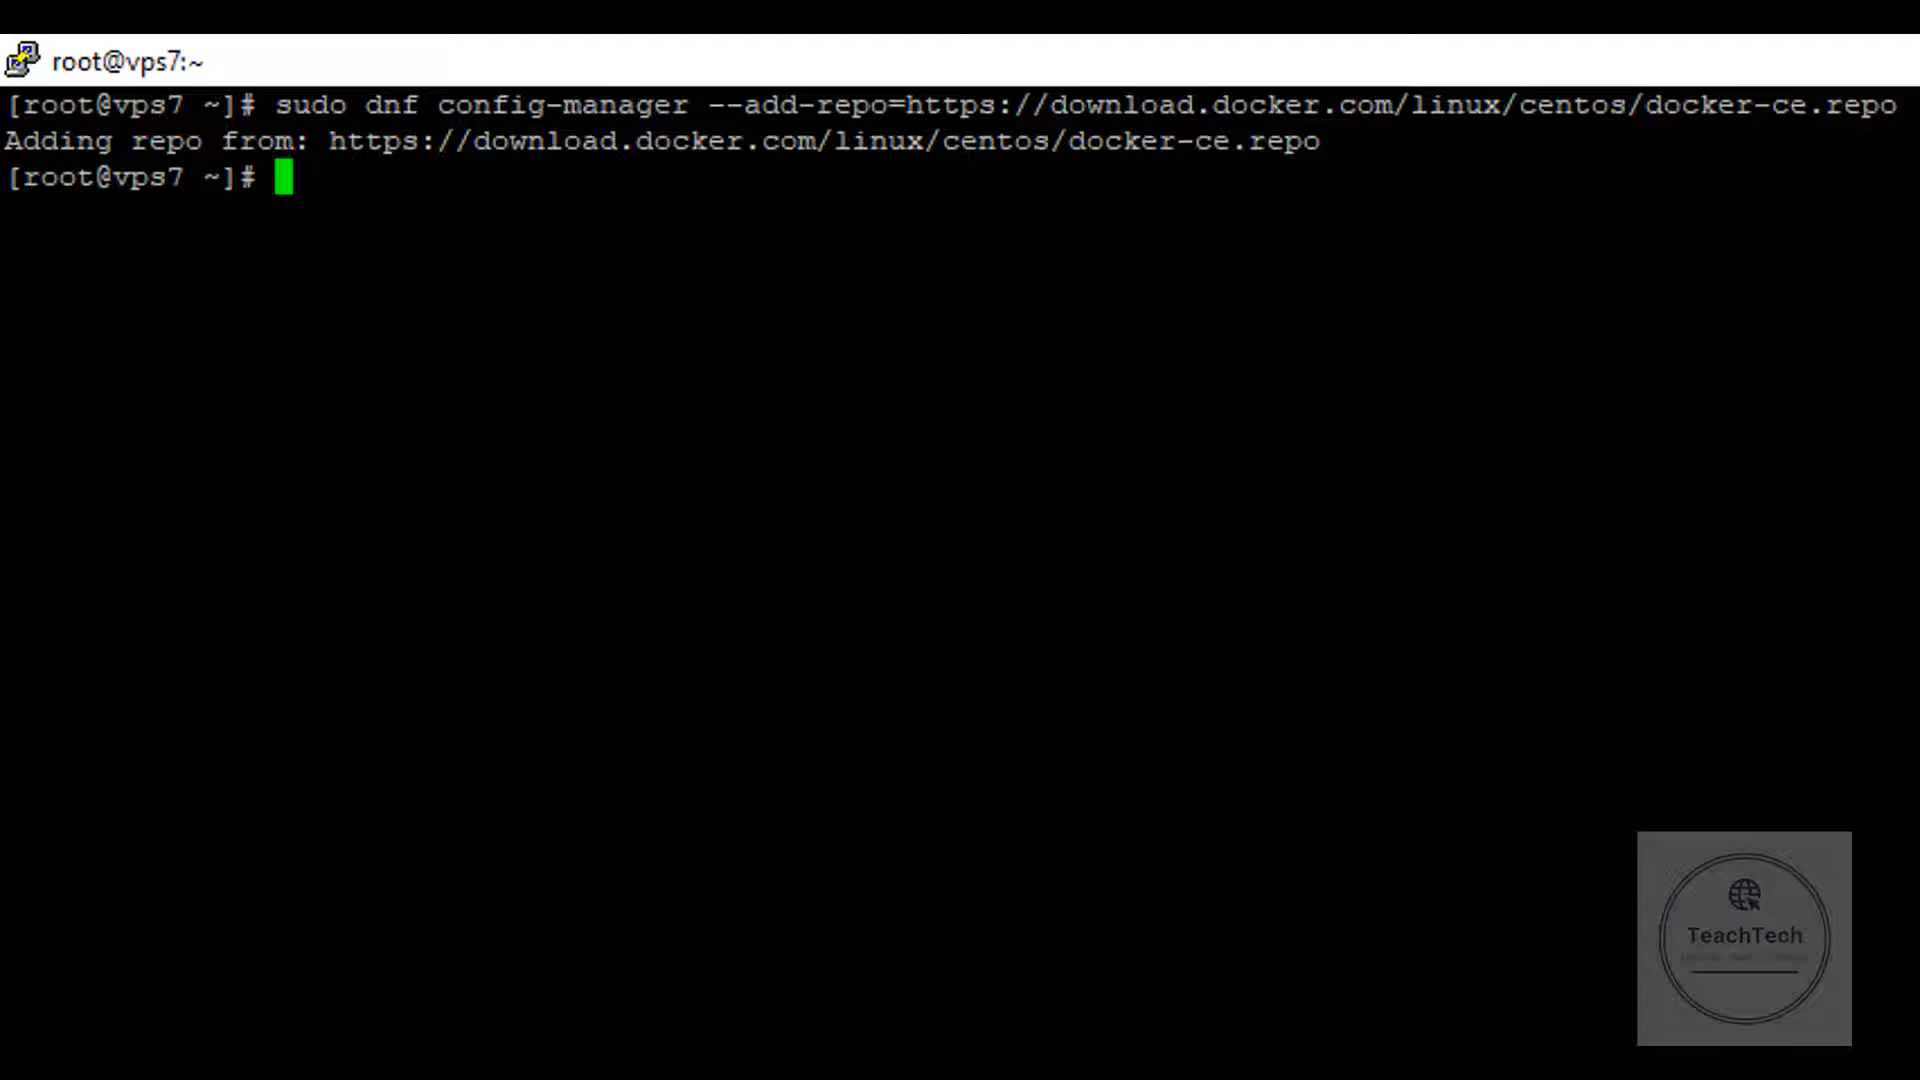 root@vps7:~
[root@vps7 ~]# sudo dnf config-manager --add-repo=https://download.docker.com/linux/centos/docker-ce.repo
Adding repo from: https://download.docker.com/linux/centos/docker-ce.repo
[root@vps7 ~]#
TeachTech